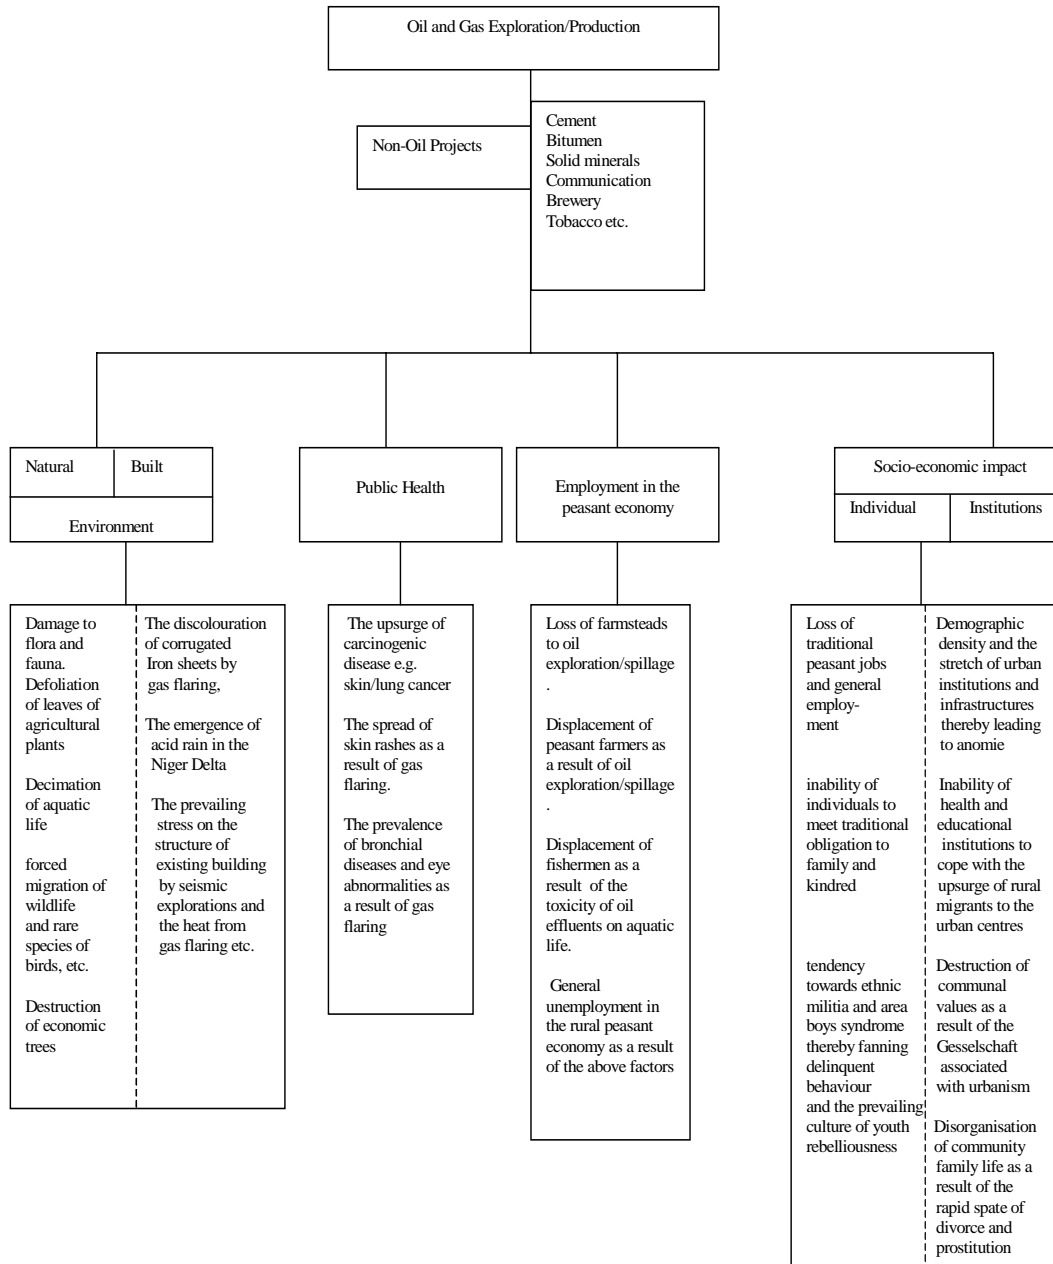 Oil and Gas Exploration/Production
Non-Oil Projects
Cement
Bitumen
Solid minerals
Communication
Brewery
Tobacco etc.
Natural
Built
Environment
Public Health
Employment in the
peasant economy
Socio-economic impact
Individual
Institutions
Damage to
flora and
fauna.
Defoliation
of leaves of
agricultural
plants
Decimation
of aquatic
life
forced
migration of
wildlife
and rare
species of
birds, etc.
Destruction
of economic
trees
The discolouration
of corrugated
Iron sheets by
gas flaring,
The emergence of
acid rain in the
Niger Delta
The prevailing
stress on the
structure of
existing building
by seismic
explorations and
the heat from
gas flaring etc.
The upsurge of
carcinogenic
disease e.g.
skin/lung cancer
The spread of
skin rashes as a
result of gas
flaring.
The prevalence
of bronchial
diseases and eye
abnormalities as
a result of gas
flaring
Loss of farmsteads
to oil
exploration/spillage
.
Displacement of
peasant farmers as
a result of oil
exploration/spillage
.
Displacement of
fishermen as a
result of the
toxicity of oil
effluents on aquatic
life.
General
unemployment in
the rural peasant
economy as a result
of the above factors
Loss of
traditional
peasant jobs
and general
employ-
ment
inability of
individuals to
meet traditional
obligation to
family and
kindred
tendency
towards ethnic
militia and area
boys syndrome
thereby fanning
delinquent
behaviour
and the prevailing
culture of youth
rebelliousness
Demographic
density and the
stretch of urban
institutions and
infrastructures
thereby leading
to anomie
Inability of
health and
educational
institutions to
cope with the
upsurge of rural
migrants to the
urban centres
Destruction of
communal
values as a
result of the
Gesselschaft
associated
with urbanism
Disorganisation
of community
family life as a
result of the
rapid spate of
divorce and
prostitution